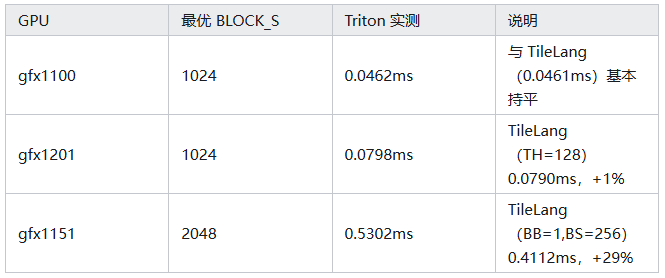 GPU 最优 BLOCK_S Triton 实测 说明
gfx1100 1024 0.0462ms 与 TileLang
（0.0461ms）基本
持平
gfx1201 1024 0.0798ms TileLang
（TH=128）
0.0790ms，+1%
gfx1151 2048 0.5302ms TileLang
（BB=1,BS=256）
0.4112ms，+29%